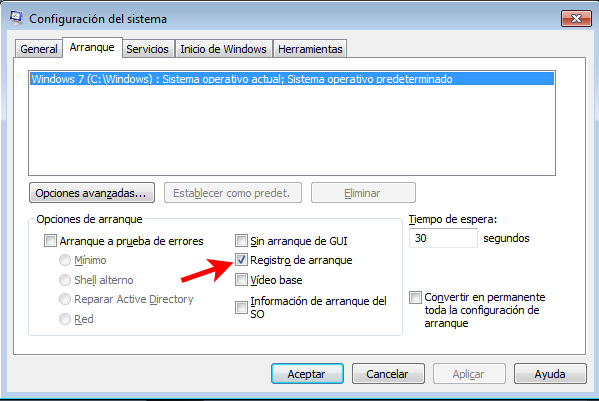 Configuración del sistema
General Arranque Servicios Inicio de Windows Herramientas
Windows 7 (C:\Windows) : Sistema operativo actual; Sistema operativo predeterminado
Opciones avanzadas... Establecer como predet. Eliminar
Opciones de arranque
Arranque a prueba de errores
Mínimo
Shell alterno
Reparar Active Directory
Red
Sin arranque de GUI
Registro de arranque
Vídeo base
Información de arranque del
SO
Tiempo de espera:
30 segundos
Convertir en permanente
toda la configuración de
arranque
Aceptar Cancelar Aplicar Ayuda